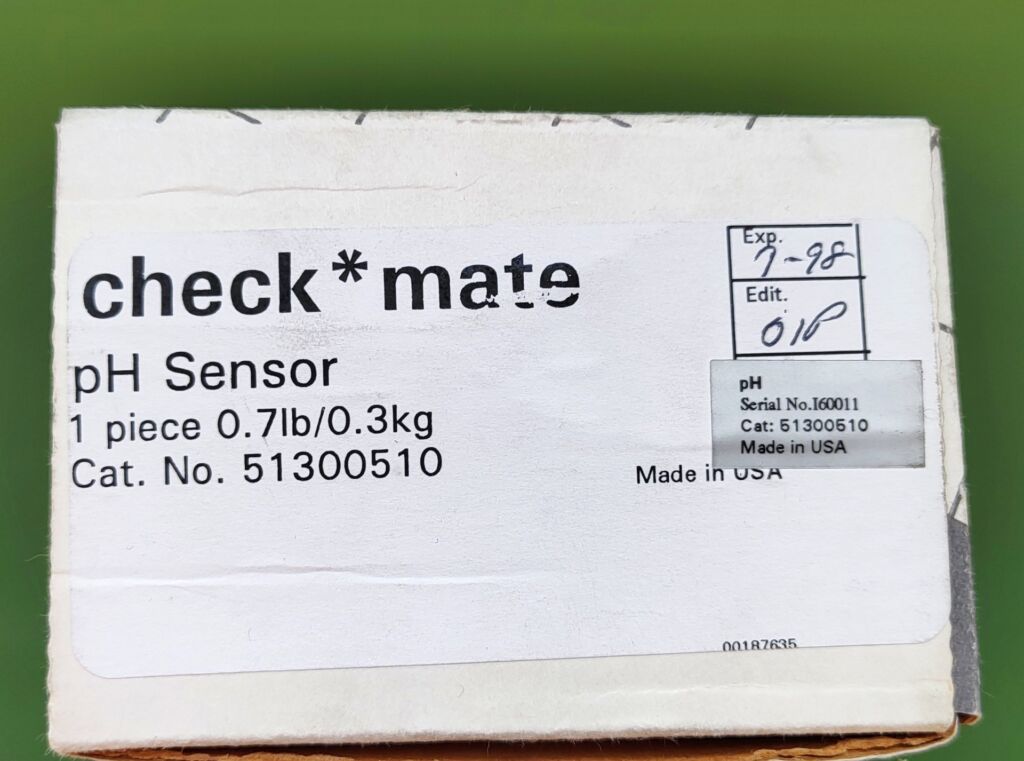 check*mate
pH Sensor
1 piece 0.7lb/0.3kg
Cat. No. 51300510
Exp.
7-98
Edit.
01P
pH
Serial No.I60011
Cat: 51300510
Made in USA
Made in USA
00187635